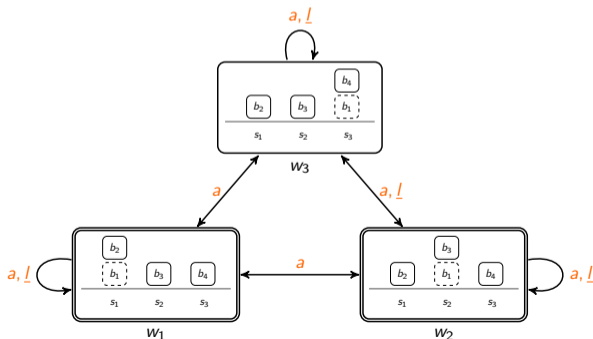 a, l
b₄
b₂ b₃ b₁
s₁ s₂ s₃
w₃
a a, l
b₂ b₃
a, l b₁ b₃ b₄ a b₂ b₁ b₄ a, l
s₁ s₂ s₃ s₁ s₂ s₃
w₁ w₂